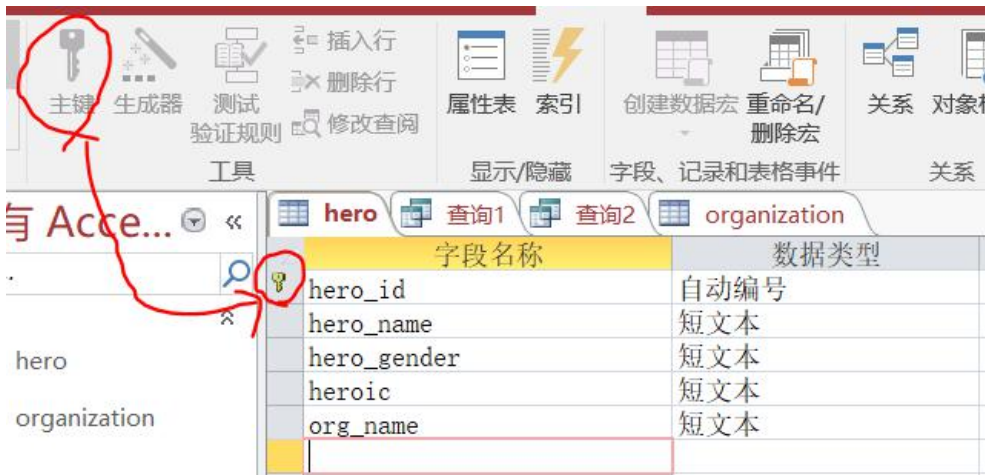 主键 生成器 测试 验证规则
插入行
删除行
修改查阅
属性表 索引
创建数据宏 重命名/ 删除宏
关系
工具 显示/隐藏 字段、记录和表格事件 关系
有 Acce... «
hero 查询1 查询2 organization
字段名称 数据类型
hero_id 自动编号
hero_name 短文本
hero_gender 短文本
heroic 短文本
org_name 短文本
hero
organization